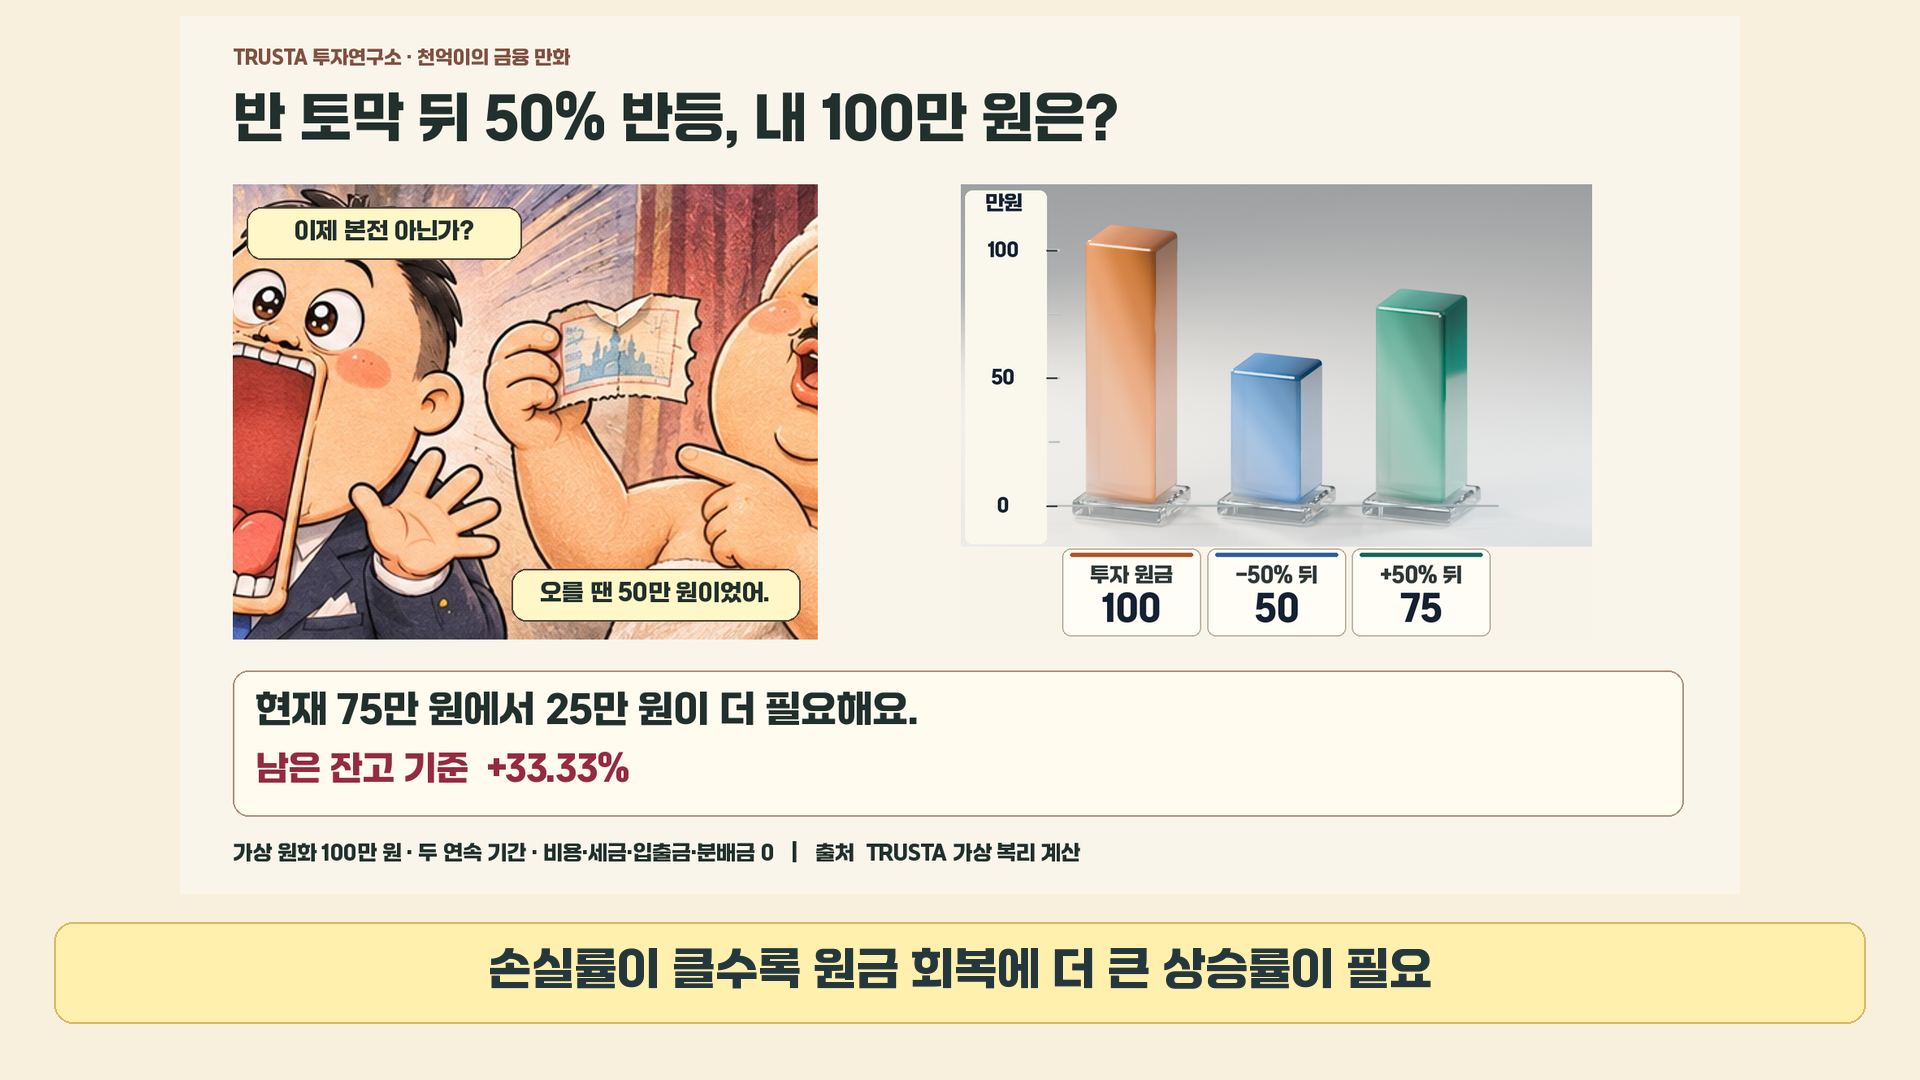 TRUSTA 투자연구소 · 천억이의 금융 만화
반 토막 뒤 50% 반등, 내 100만 원은?
이제 본전 아닌가?
오를 땐 50만 원이었어.
만원
100
50
0
투자 원금
100
−50% 뒤
50
+50% 뒤
75
현재 75만 원에서 25만 원이 더 필요해요.
남은 잔고 기준 +33.33%
가상 원화 100만 원 · 두 연속 기간 · 비용·세금·입출금·분배금 0 | 출처 TRUSTA 가상 복리 계산
손실률이 클수록 원금 회복에 더 큰 상승률이 필요